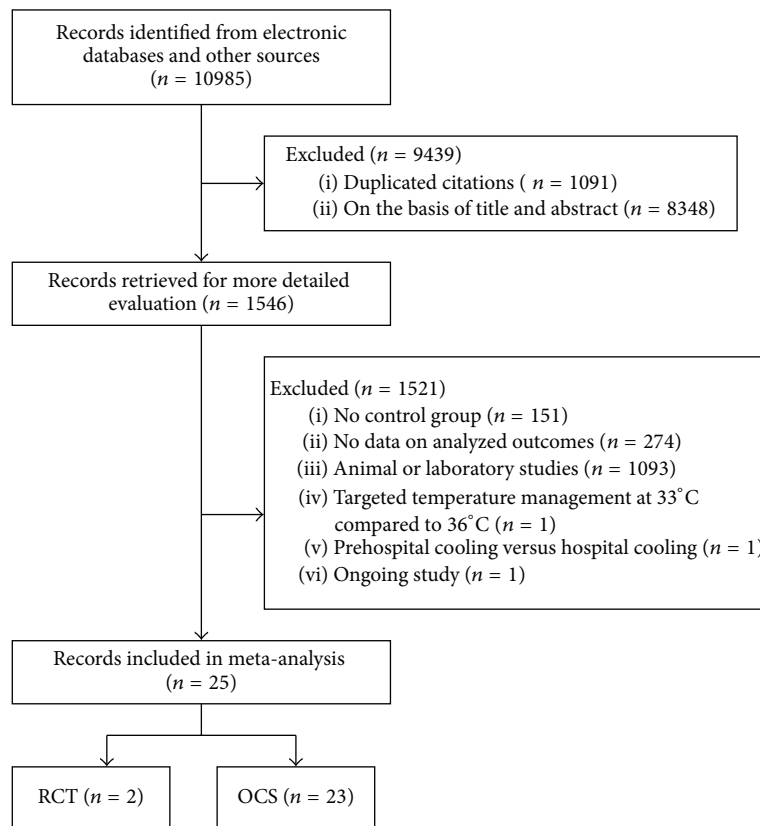 Records identified from electronic
databases and other sources
(n = 10985)
Excluded (n = 9439)
(i) Duplicated citations ( n = 1091)
(ii) On the basis of title and abstract (n = 8348)
Records retrieved for more detailed
evaluation (n = 1546)
Excluded (n = 1521)
(i) No control group (n = 151)
(ii) No data on analyzed outcomes (n = 274)
(iii) Animal or laboratory studies (n = 1093)
(iv) Targeted temperature management at 33°C
compared to 36°C (n = 1)
(v) Prehospital cooling versus hospital cooling (n = 1)
(vi) Ongoing study (n = 1)
Records included in meta-analysis
(n = 25)
RCT (n = 2)
OCS (n = 23)